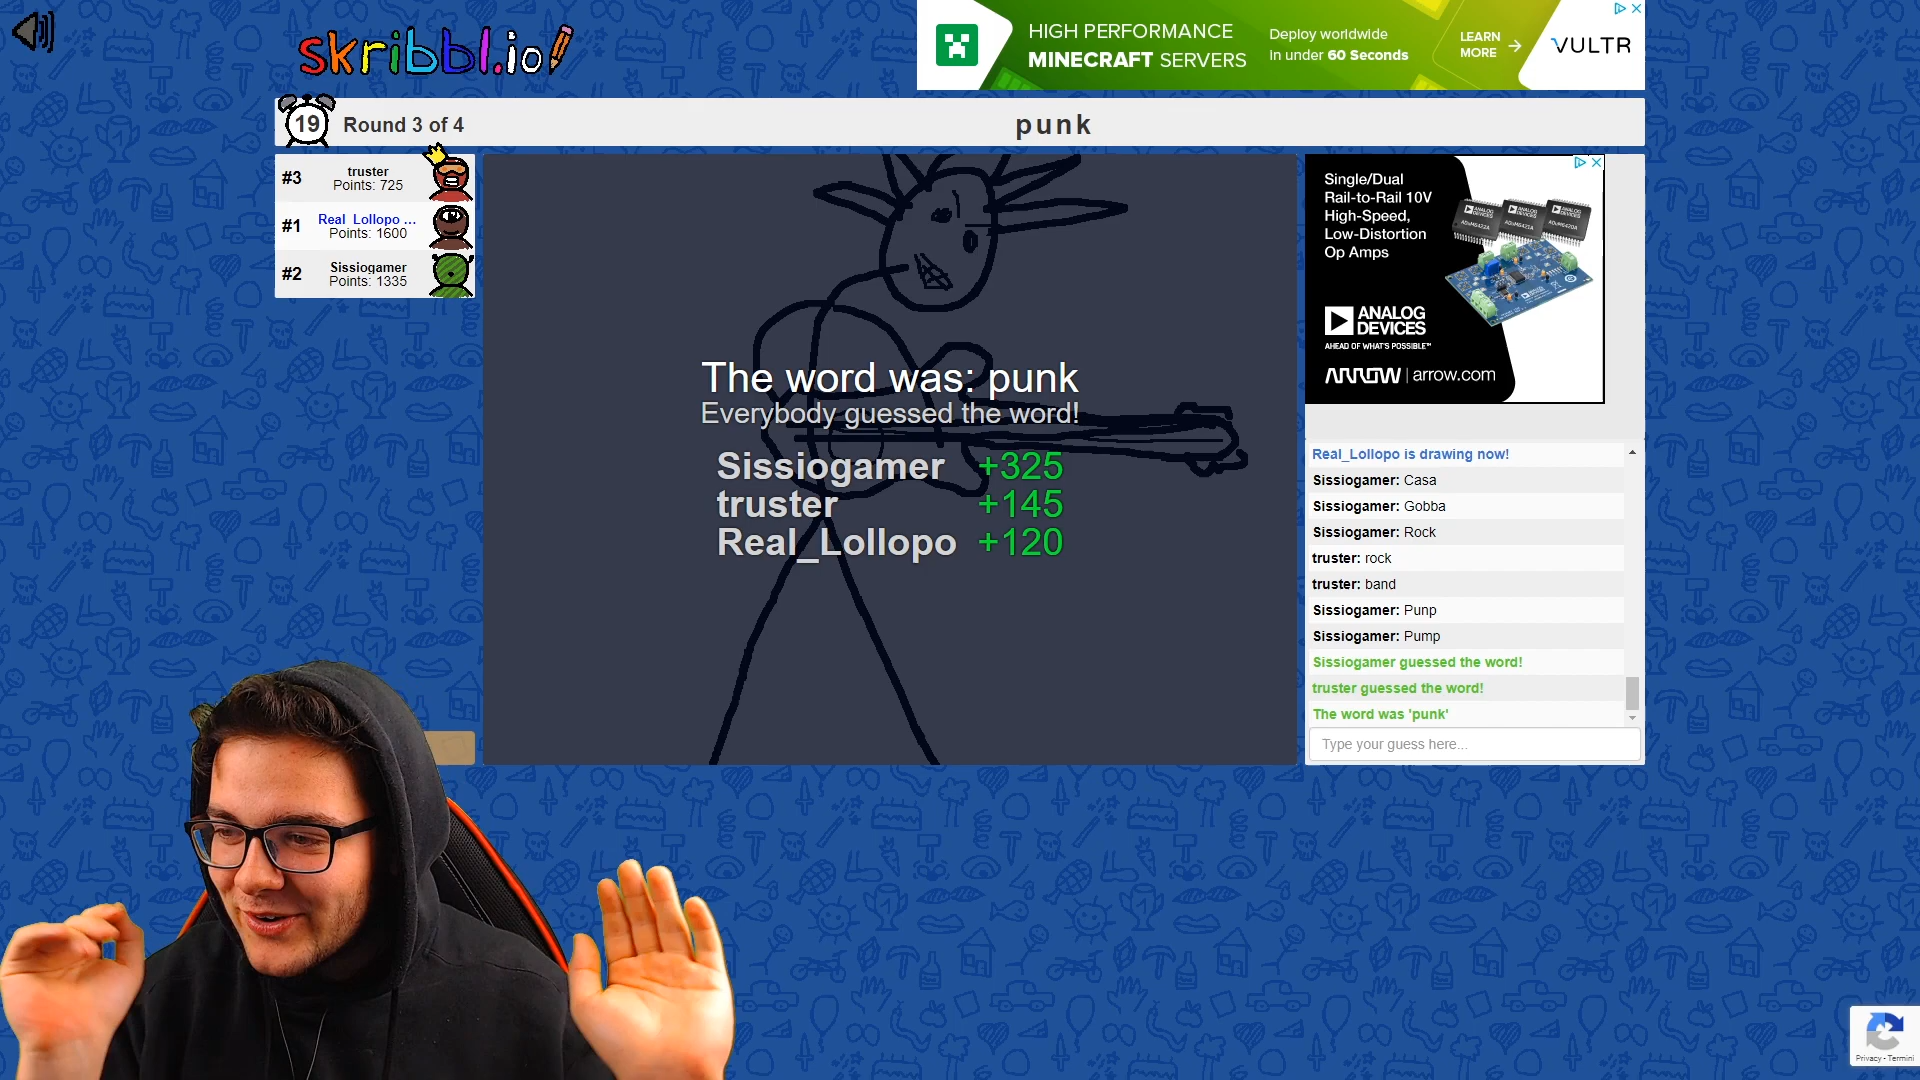 skribbl.io
HIGH PERFORMANCE
MINECRAFT SERVERS
Deploy worldwide
in under 60 Seconds
LEARN
MORE
VULTR
19
Round 3 of 4
punk
#3
truster
Points: 725
#1
Real_Lollopo ...
Points: 1600
#2
Sissiogamer
Points: 1335
The word was: punk
Everybody guessed the word!
Sissiogamer +325
truster +145
Real_Lollopo +120
Single/Dual
Rail-to-Rail 10V
High-Speed,
Low-Distortion
Op Amps
ANALOG
DEVICES
AHEAD OF WHAT'S POSSIBLE™
ARROW | arrow.com
Real_Lollopo is drawing now!
Sissiogamer: Casa
Sissiogamer: Gobba
Sissiogamer: Rock
truster: rock
truster: band
Sissiogamer: Punp
Sissiogamer: Pump
Sissiogamer guessed the word!
truster guessed the word!
The word was 'punk'
Type your guess here...
Privacy - Termini